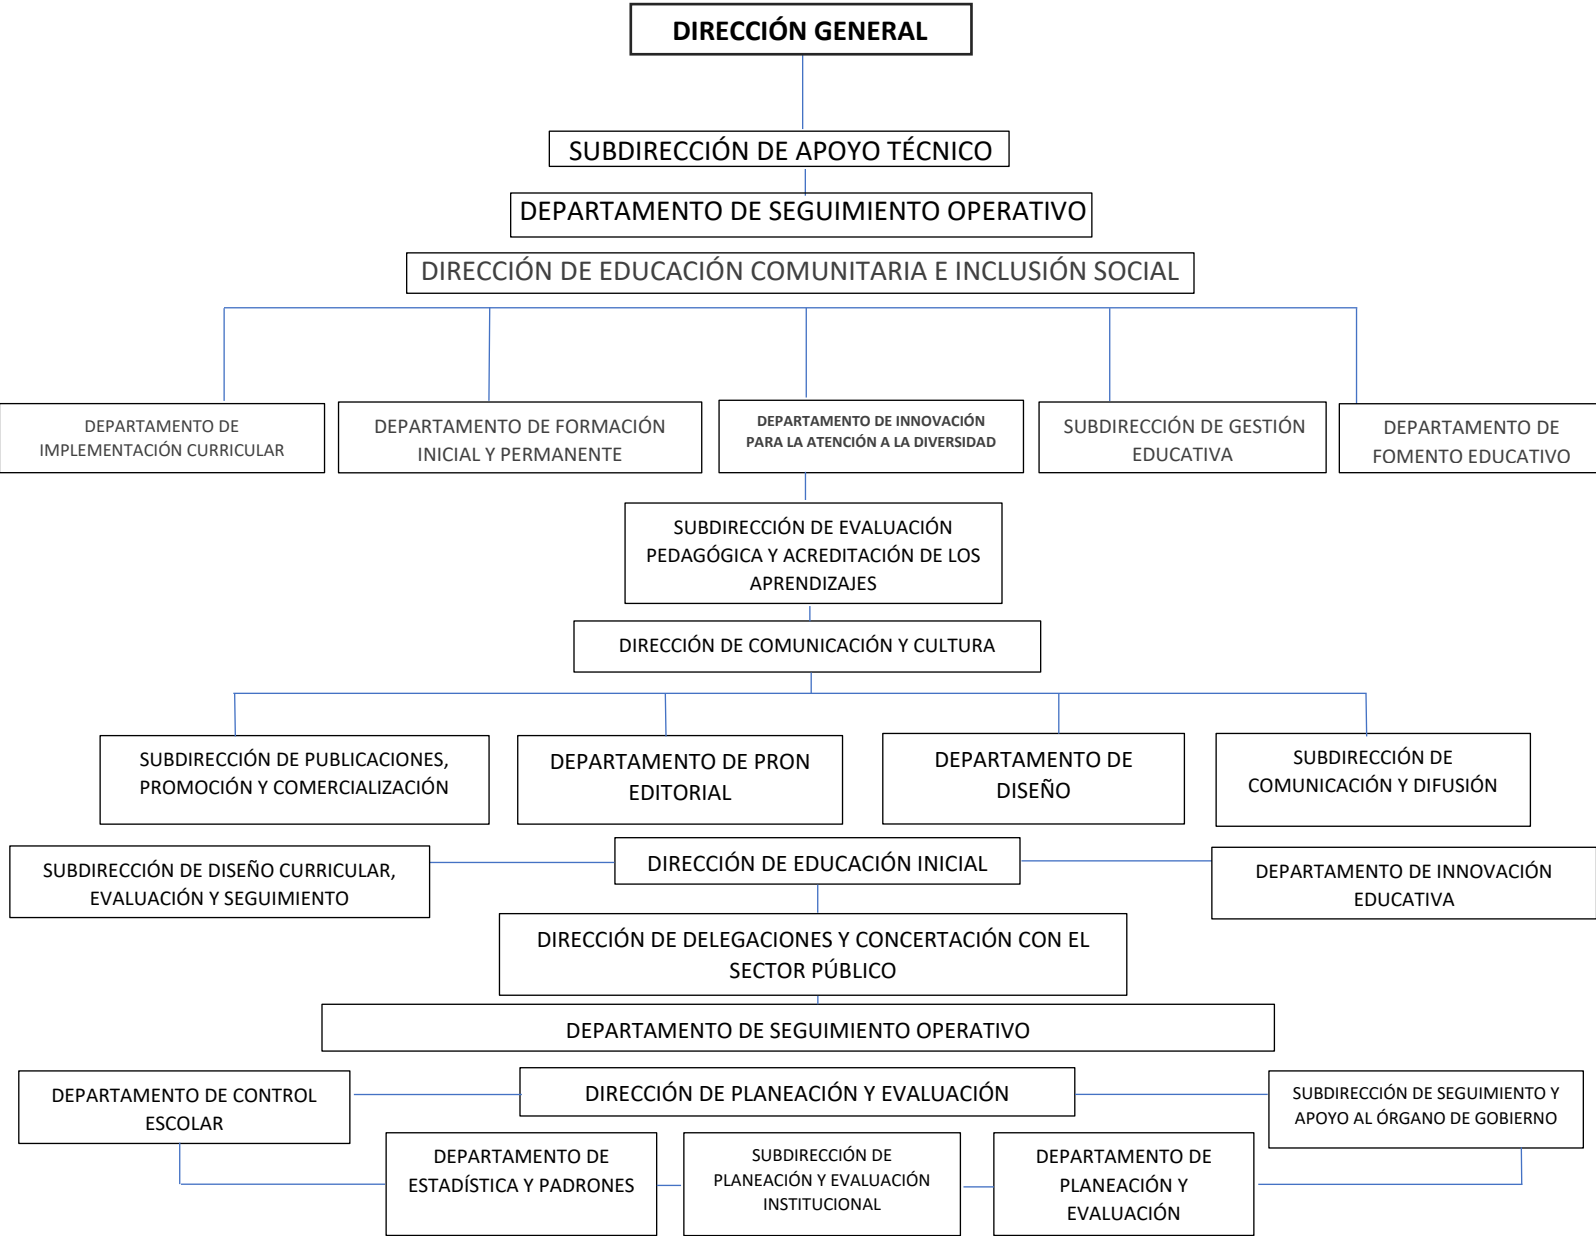 DIRECCIÓN GENERAL
SUBDIRECCIÓN DE APOYO TÉCNICO
DEPARTAMENTO DE SEGUIMIENTO OPERATIVO
DIRECCIÓN DE EDUCACIÓN COMUNITARIA E INCLUSIÓN SOCIAL
DEPARTAMENTO DE
IMPLEMENTACIÓN CURRICULAR
DEPARTAMENTO DE FORMACIÓN
INICIAL Y PERMANENTE
DEPARTAMENTO DE INNOVACIÓN
PARA LA ATENCIÓN A LA DIVERSIDAD
SUBDIRECCIÓN DE GESTIÓN
EDUCATIVA
DEPARTAMENTO DE
FOMENTO EDUCATIVO
SUBDIRECCIÓN DE EVALUACIÓN
PEDAGÓGICA Y ACREDITACIÓN DE LOS
APRENDIZAJES
DIRECCIÓN DE COMUNICACIÓN Y CULTURA
SUBDIRECCIÓN DE PUBLICACIONES,
PROMOCIÓN Y COMERCIALIZACIÓN
DEPARTAMENTO DE PRON
EDITORIAL
DEPARTAMENTO DE
DISEÑO
SUBDIRECCIÓN DE
COMUNICACIÓN Y DIFUSIÓN
SUBDIRECCIÓN DE DISEÑO CURRICULAR,
EVALUACIÓN Y SEGUIMIENTO
DIRECCIÓN DE EDUCACIÓN INICIAL
DEPARTAMENTO DE INNOVACIÓN
EDUCATIVA
DIRECCIÓN DE DELEGACIONES Y CONCERTACIÓN CON EL
SECTOR PÚBLICO
DEPARTAMENTO DE SEGUIMIENTO OPERATIVO
DEPARTAMENTO DE CONTROL
ESCOLAR
DIRECCIÓN DE PLANEACIÓN Y EVALUACIÓN
SUBDIRECCIÓN DE SEGUIMIENTO Y
APOYO AL ÓRGANO DE GOBIERNO
DEPARTAMENTO DE
ESTADÍSTICA Y PADRONES
SUBDIRECCIÓN DE
PLANEACIÓN Y EVALUACIÓN
INSTITUCIONAL
DEPARTAMENTO DE
PLANEACIÓN Y
EVALUACIÓN